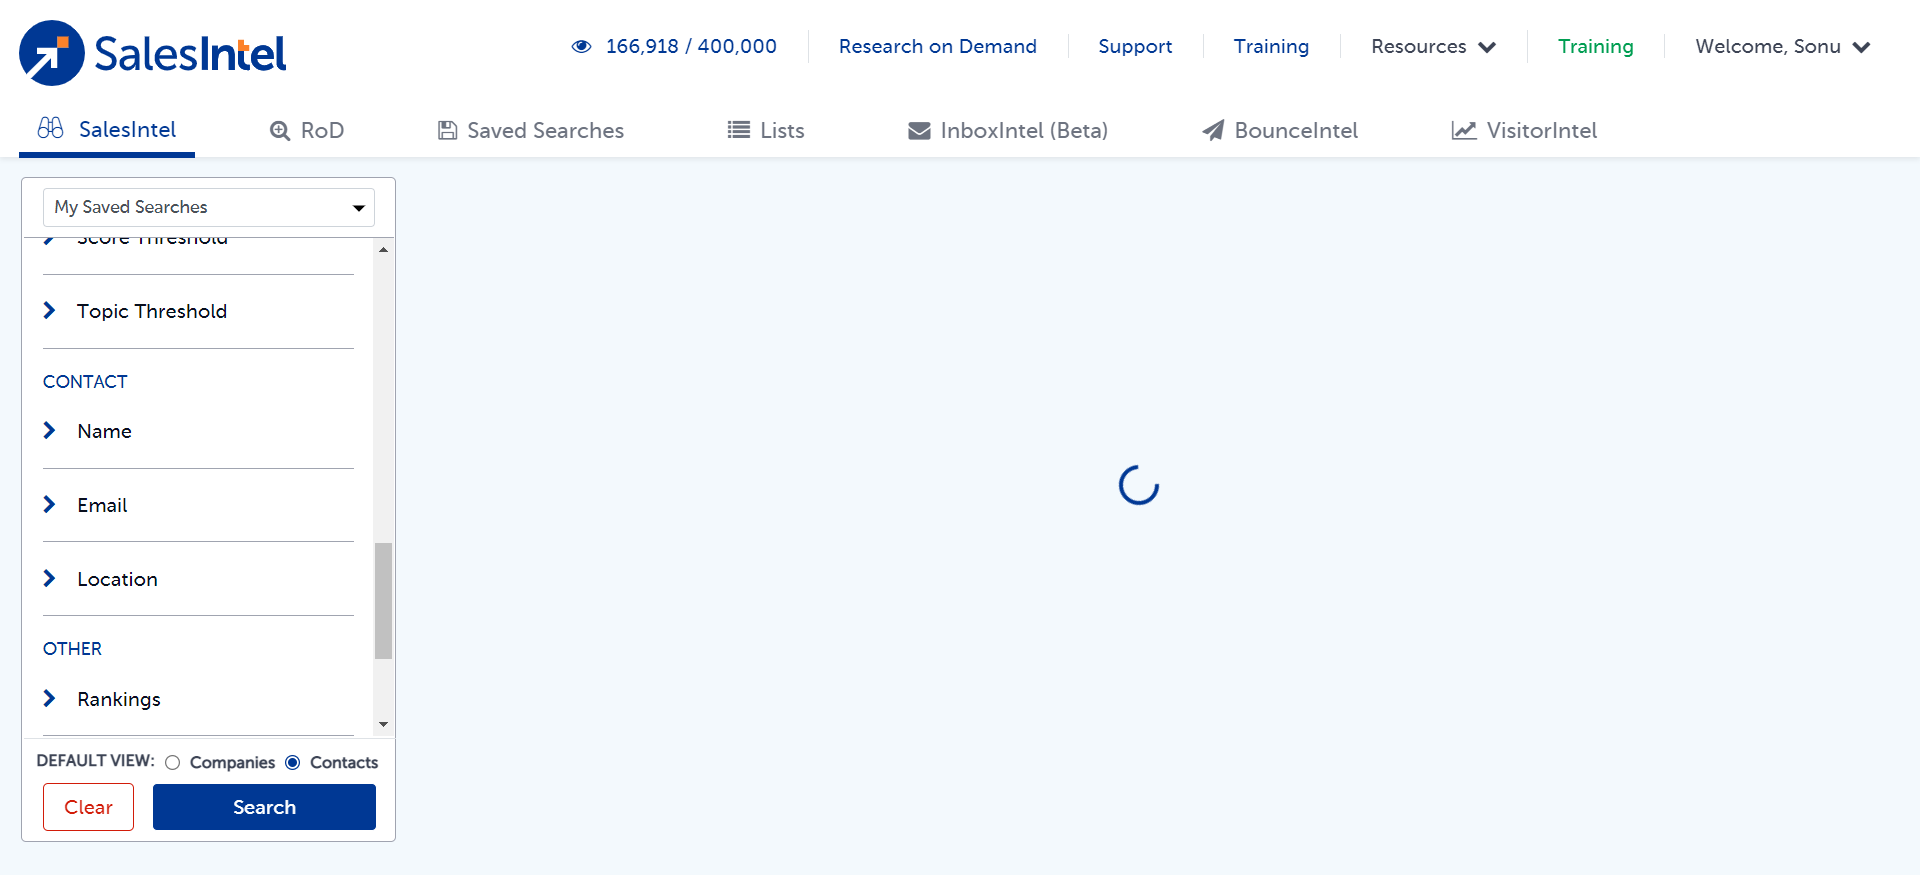 SalesIntel
166,918 / 400,000
Research on Demand
Support
Training
Resources
Training
Welcome, Sonu
SalesIntel
RoD
Saved Searches
Lists
InboxIntel (Beta)
BounceIntel
VisitorIntel
My Saved Searches
Score Threshold
Topic Threshold
CONTACT
Name
Email
Location
OTHER
Rankings
DEFAULT VIEW: Companies Contacts
Clear
Search